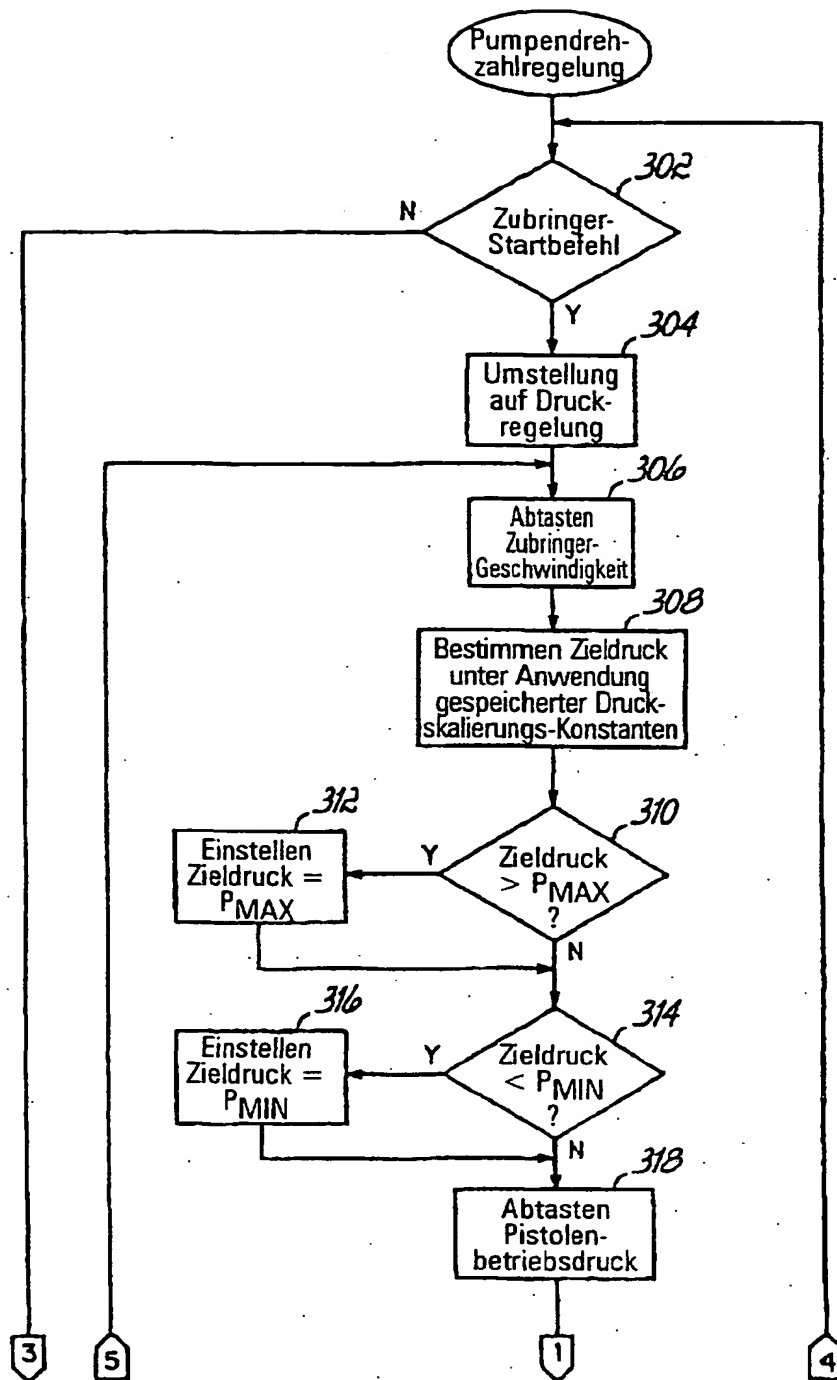 Pumpendreh-
zahlregelung
302
N
Zubringer-
Startbefehl
Y
304
Umstellung
auf Druck-
regelung
306
Abtasten
Zubringer-
Geschwindigkeit
308
Bestimmen Zieldruck
unter Anwendung
gespeicherter Druck-
skalierungs-Konstanten
312
310
Einstellen
Zieldruck =
PMAX
Y
Zieldruck
> PMAX
?
N
316
314
Einstellen
Zieldruck =
PMIN
Y
Zieldruck
< PMIN
?
N
318
Abtasten
Pistolen-
betriebsdruck
3
5
1
4